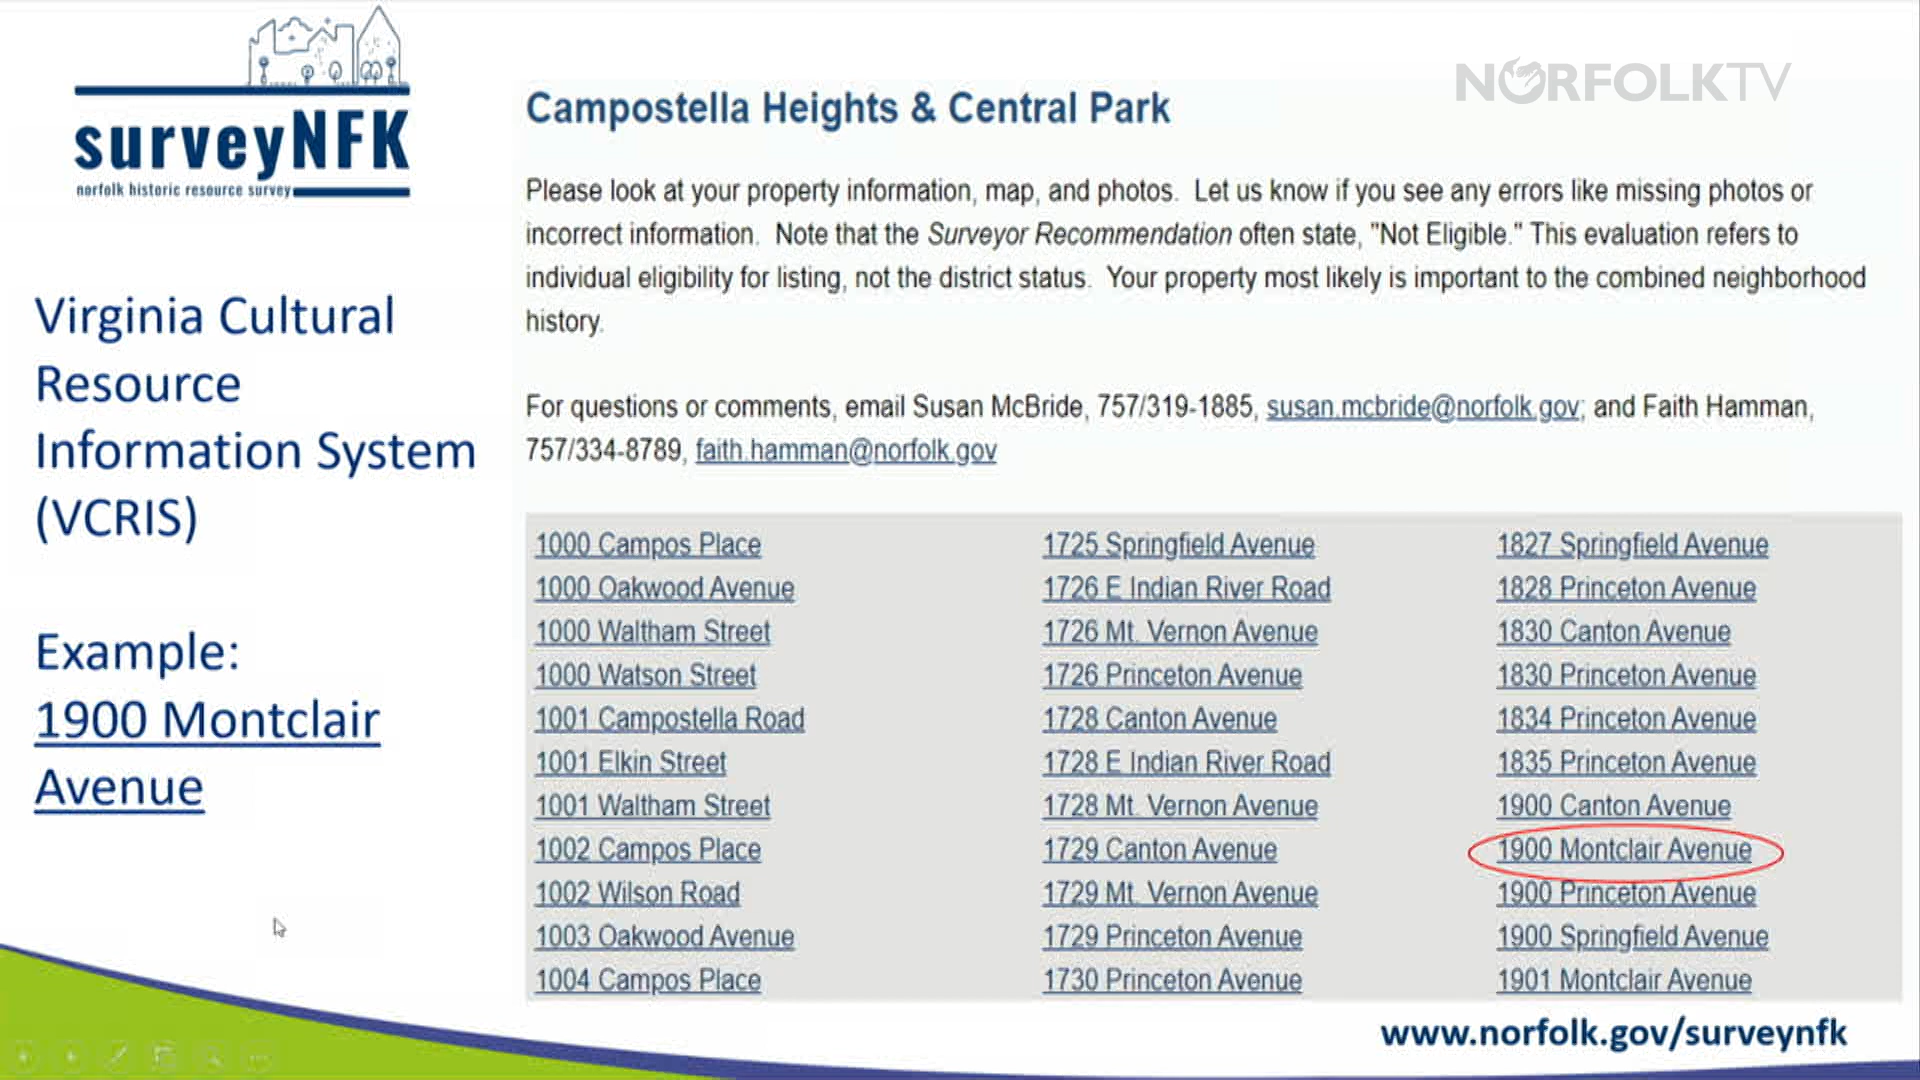 surveyNFK
norfolk historic resource survey
NORFOLKTV
Virginia Cultural
Resource
Information System
(VCRIS)
Example:
1900 Montclair
Avenue
Campostella Heights & Central Park
Please look at your property information, map, and photos. Let us know if you see any errors like missing photos or
incorrect information. Note that the Surveyor Recommendation often state, "Not Eligible." This evaluation refers to
individual eligibility for listing, not the district status. Your property most likely is important to the combined neighborhood
history.
For questions or comments, email Susan McBride, 757/319-1885, susan.mcbride@norfolk.gov; and Faith Hamman,
757/334-8789, faith.hamman@norfolk.gov
1000 Campos Place
1000 Oakwood Avenue
1000 Waltham Street
1000 Watson Street
1001 Campostella Road
1001 Elkin Street
1001 Waltham Street
1002 Campos Place
1002 Wilson Road
1003 Oakwood Avenue
1004 Campos Place
1725 Springfield Avenue
1726 E Indian River Road
1726 Mt. Vernon Avenue
1726 Princeton Avenue
1728 Canton Avenue
1728 E Indian River Road
1728 Mt. Vernon Avenue
1729 Canton Avenue
1729 Mt. Vernon Avenue
1729 Princeton Avenue
1730 Princeton Avenue
1827 Springfield Avenue
1828 Princeton Avenue
1830 Canton Avenue
1830 Princeton Avenue
1834 Princeton Avenue
1835 Princeton Avenue
1900 Canton Avenue
1900 Montclair Avenue
1900 Princeton Avenue
1900 Springfield Avenue
1901 Montclair Avenue
www.norfolk.gov/surveynfk